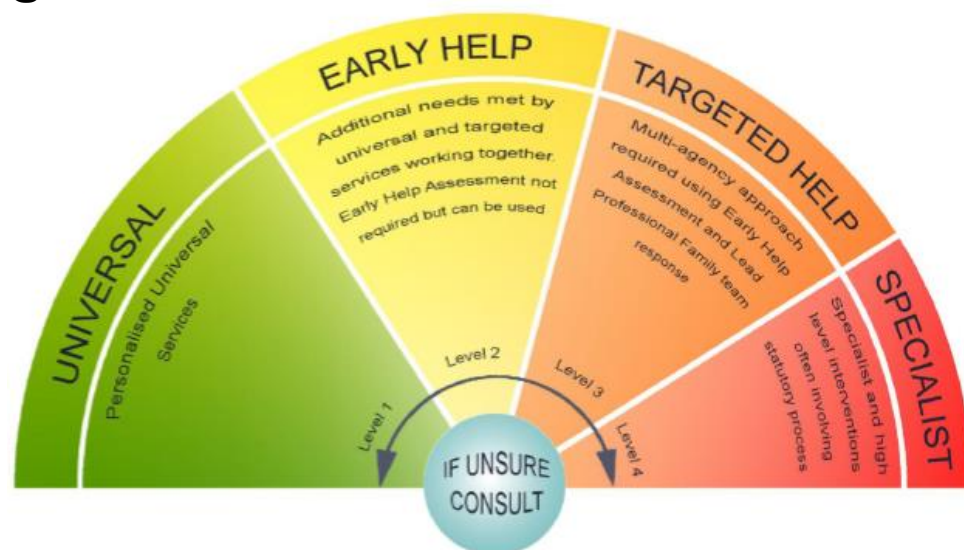 UNIVERSAL
Personalised Universal
Services
Level 1
EARLY HELP
Additional needs met by
universal and targeted
services working together.
Early Help Assessment not
required but can be used
Level 2
TARGETED HELP
Multi-agency approach
required using Early Help
Assessment and Lead
Professional Family team
response
Level 3
SPECIALIST
Specialist and high
level interventions
often involving
statutory process
Level 4
IF UNSURE
CONSULT